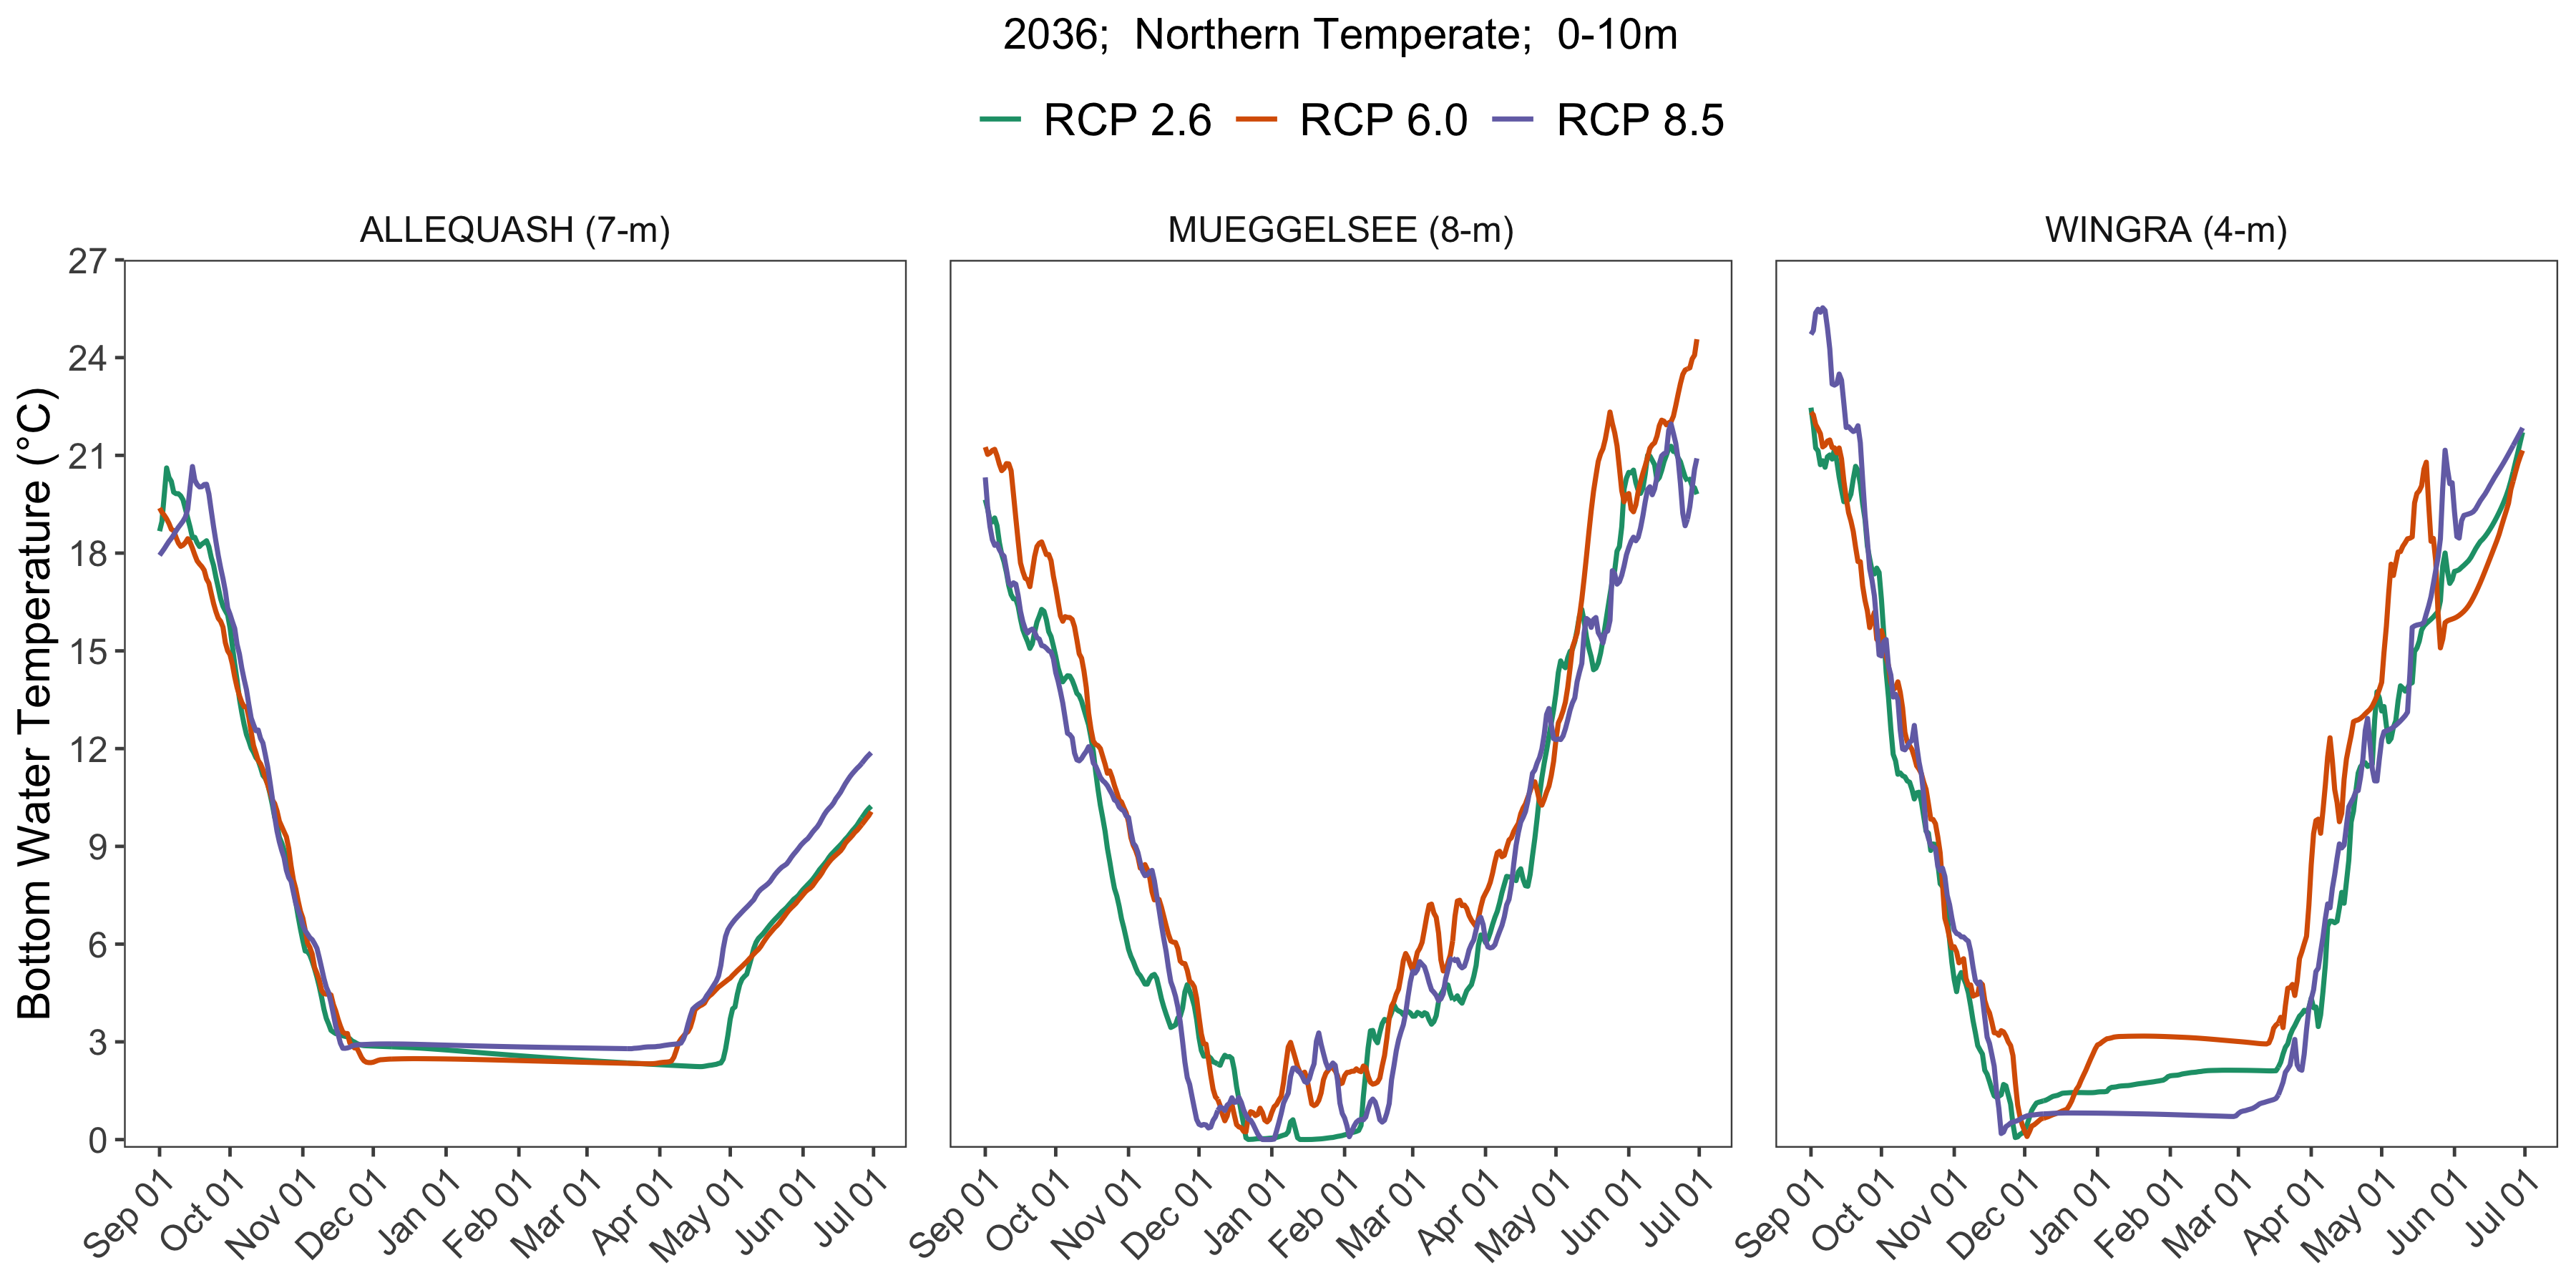 2036;  Northern Temperate;  0-10m
RCP 2.6 RCP 6.0 RCP 8.5
ALLEQUASH (7-m) MUEGGELSEE (8-m) WINGRA (4-m)
Bottom Water Temperature (°C)
27
24
21
18
15
12
9
6
3
0
Sep 01 Oct 01 Nov 01 Dec 01 Jan 01 Feb 01 Mar 01 Apr 01 May 01 Jun 01 Jul 01 Sep 01 Oct 01 Nov 01 Dec 01 Jan 01 Feb 01 Mar 01 Apr 01 May 01 Jun 01 Jul 01 Sep 01 Oct 01 Nov 01 Dec 01 Jan 01 Feb 01 Mar 01 Apr 01 May 01 Jun 01 Jul 01